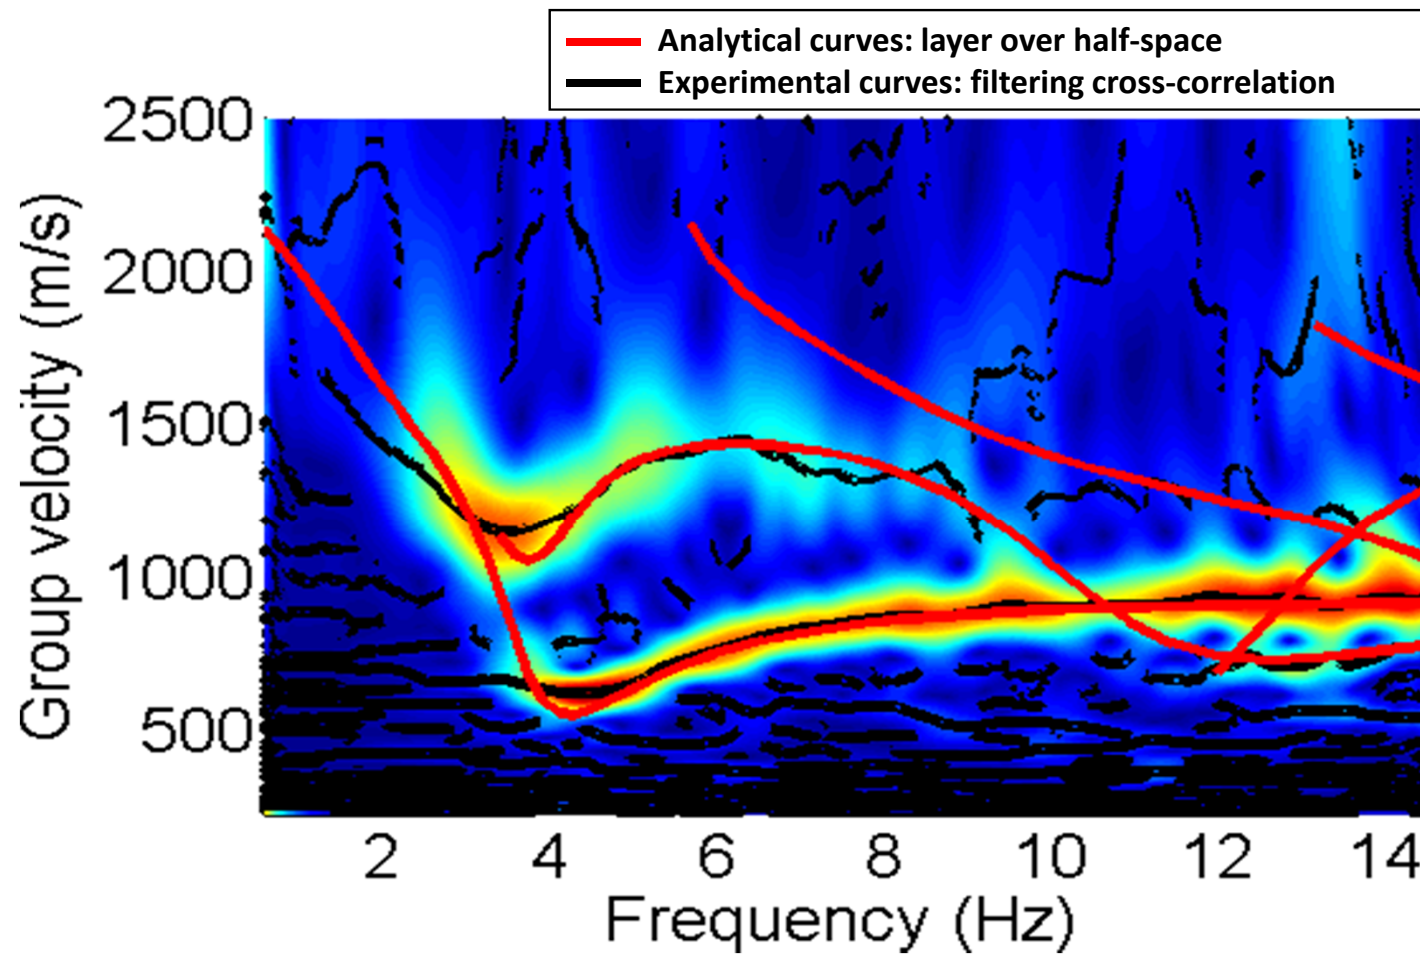 Analytical curves: layer over half-space
Experimental curves: filtering cross-correlation
2500
2000
1500
1000
500
Group velocity (m/s)
2 4 6 8 10 12 14
Frequency (Hz)